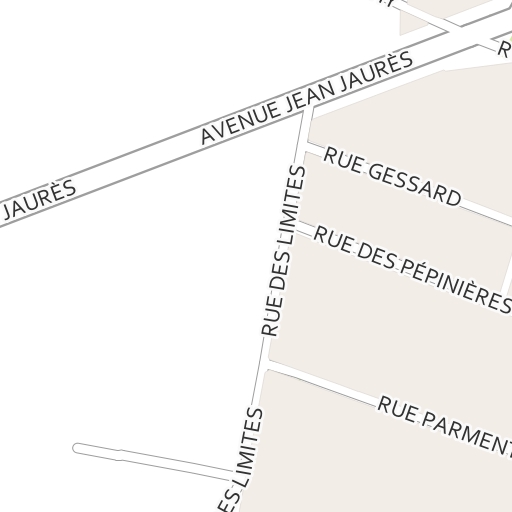 AVENUE JEAN JAURÈS
JAURÈS
RUE GESSARD
RUE DES LIMITES
RUE DES PÉPINIÈRES
RUE PARMENT
ES LIMITES